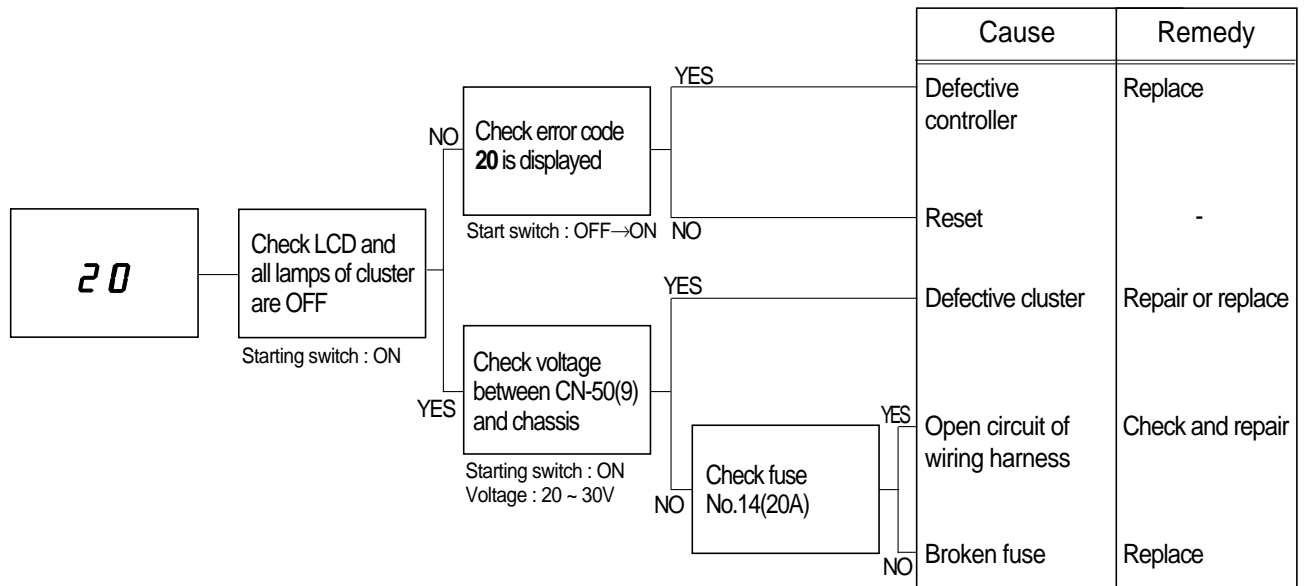 Cause
Remedy
YES
Defective
controller
Replace
NO
Check error code
20 is displayed
Start switch : OFF→ON
NO
Reset
-
20
Check LCD and
all lamps of cluster
are OFF
Starting switch : ON
YES
Defective cluster
Repair or replace
YES
Check voltage
between CN-50(9)
and chassis
Starting switch : ON
Voltage : 20 ~ 30V
NO
Check fuse
No.14(20A)
YES
Open circuit of
wiring harness
Check and repair
NO
Broken fuse
Replace